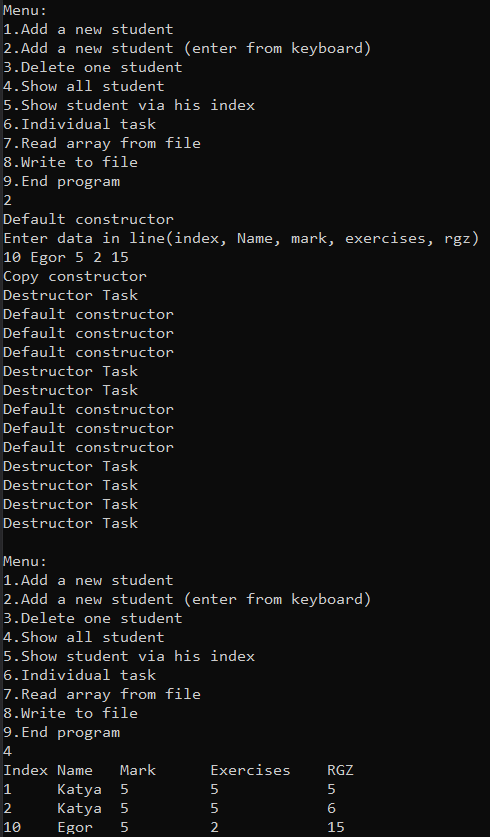 Menu:
1.Add a new student
2.Add a new student (enter from keyboard)
3.Delete one student
4.Show all student
5.Show student via his index
6.Individual task
7.Read array from file
8.Write to file
9.End program
2
Default constructor
Enter data in line(index, Name, mark, exercises, rgz)
10 Egor 5 2 15
Copy constructor
Destructor Task
Default constructor
Default constructor
Default constructor
Destructor Task
Destructor Task
Default constructor
Default constructor
Default constructor
Destructor Task
Destructor Task
Destructor Task
Destructor Task
Menu:
1.Add a new student
2.Add a new student (enter from keyboard)
3.Delete one student
4.Show all student
5.Show student via his index
6.Individual task
7.Read array from file
8.Write to file
9.End program
4
Index Name   Mark      Exercises    RGZ
1     Katya  5         5            5
2     Katya  5         5            6
10    Egor   5         2            15